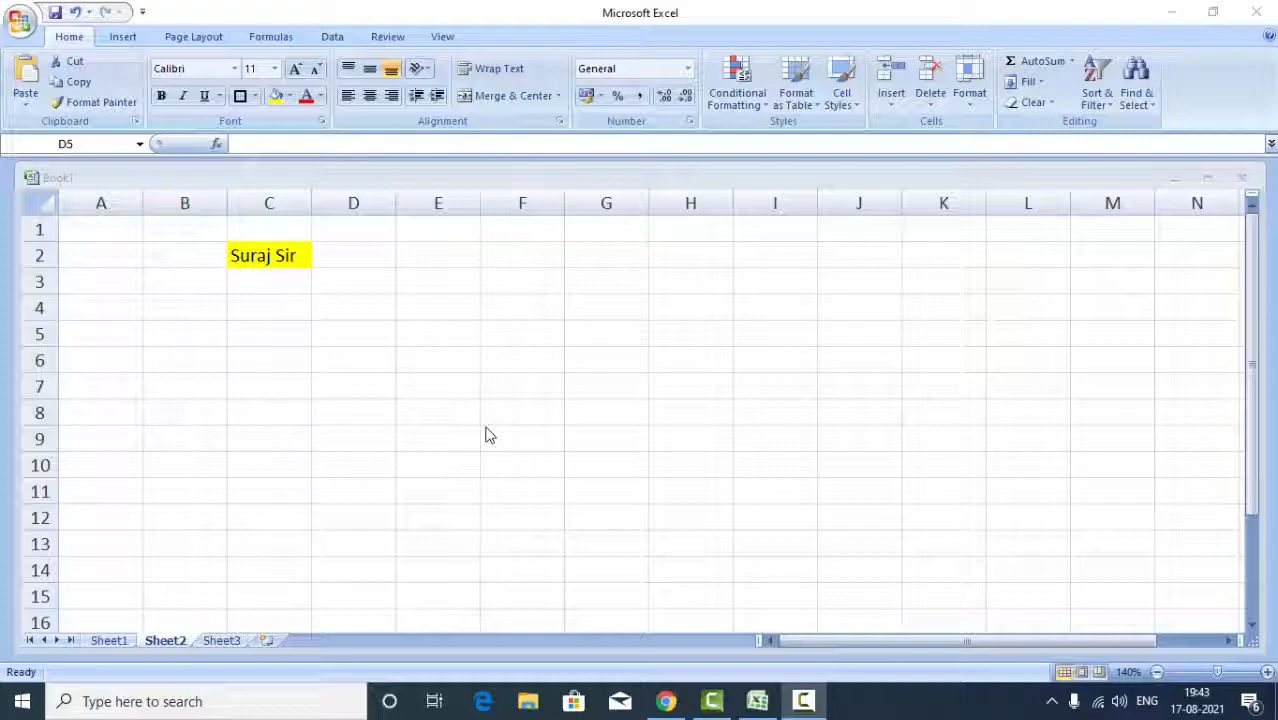 Microsoft Excel
Home Insert Page Layout Formulas Data Review View
Paste Cut Copy Format Painter
Calibri 11
B I U A
Wrap Text
Merge & Center
General
% ,
Conditional Formatting
Format as Table
Cell Styles
Insert Delete Format
Σ AutoSum
Fill
Clear
Sort & Filter
Find & Select
Clipboard Font Alignment Number Styles Cells Editing
D5 fx
Book1
A B C D E F G H I J K L M N
1
2 Suraj Sir
3
4
5
6
7
8
9
10
11
12
13
14
15
16
Sheet1 Sheet2 Sheet3
Ready 140%
Type here to search
ENG 19:43
17-08-2021
6